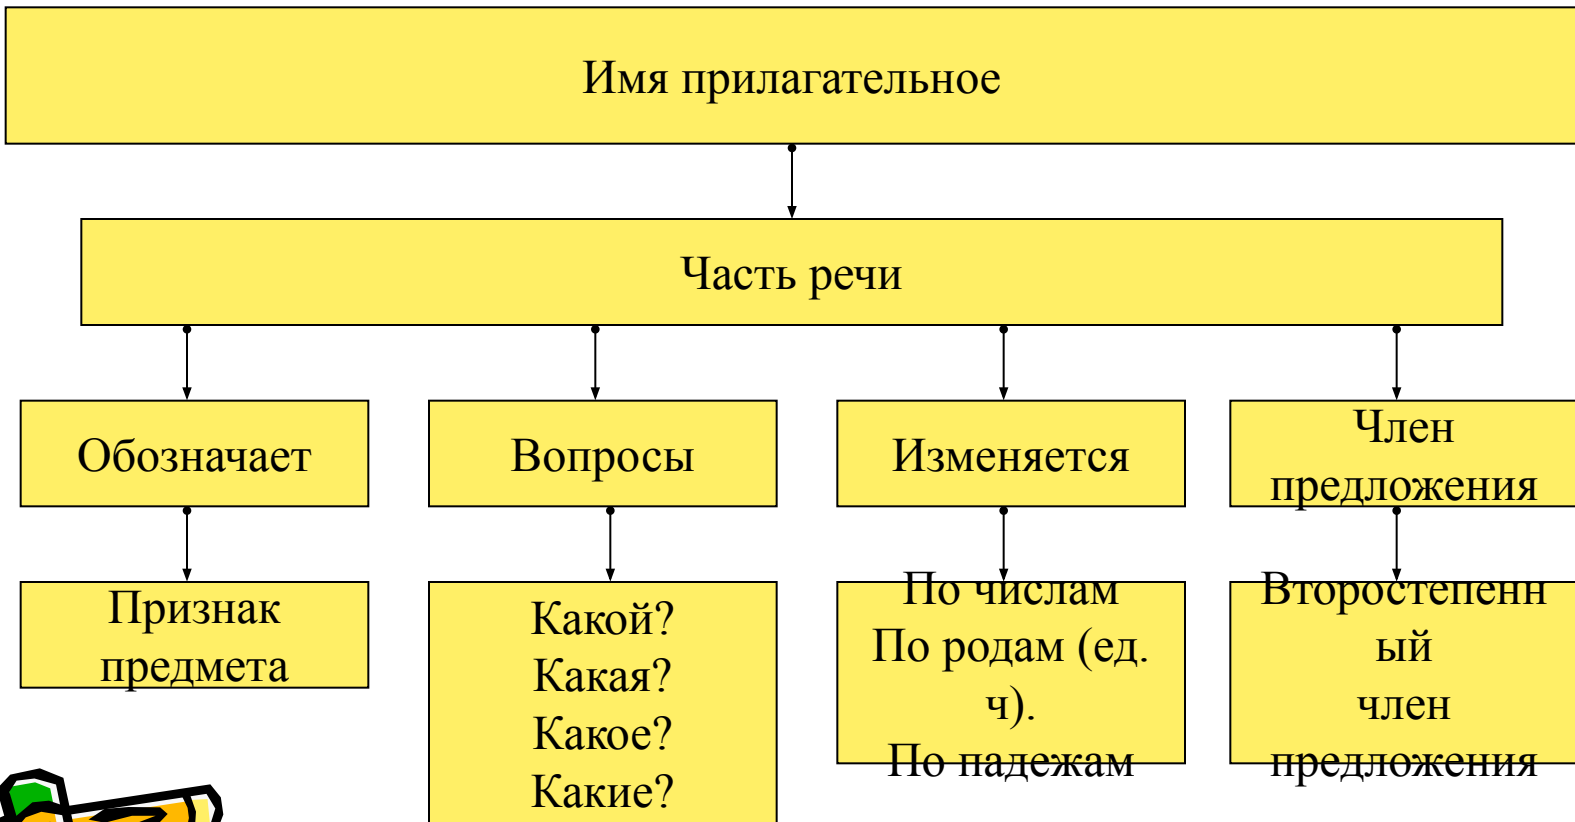 Имя прилагательное
Часть речи
Обозначает
Вопросы
Изменяется
Член
предложения
Признак
предмета
Какой?
Какая?
Какое?
Какие?
По числам
По родам (ед.
ч).
По падежам
Второстепенн
ый
член
предложения